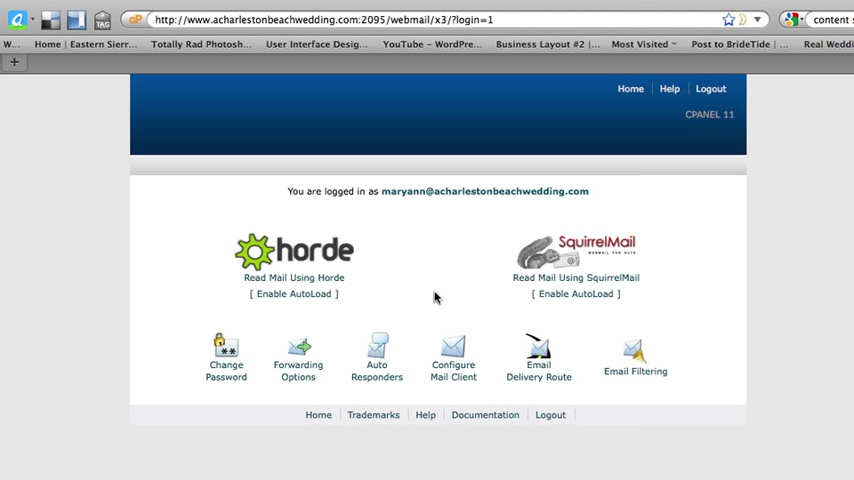 http://www.acharlestonbeachwedding.com:2095/webmail/x3/?login=1
content s
W... Home | Eastern Sierr... Totally Rad Photosh... User Interface Desig... YouTube – WordPre... Business Layout #2 |... Most Visited Post to BrideTide | ... Real Weddi
Home Help Logout
CPANEL 11
You are logged in as maryann@acharlestonbeachwedding.com
horde
SquirrelMail
WEBMAIL FOR NUTS
Read Mail Using Horde
Read Mail Using SquirrelMail
[ Enable AutoLoad ]
[ Enable AutoLoad ]
Change Password
Forwarding Options
Auto Responders
Configure Mail Client
Email Delivery Route
Email Filtering
Home Trademarks Help Documentation Logout